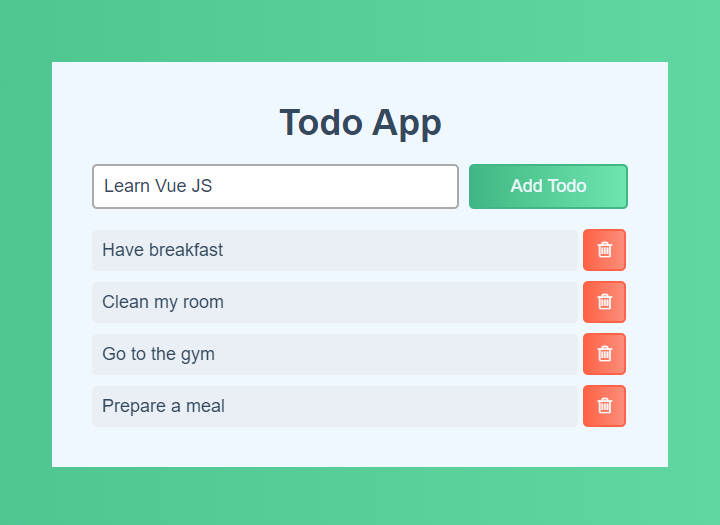 Todo App
Learn Vue JS
Add Todo
Have breakfast
Clean my room
Go to the gym
Prepare a meal